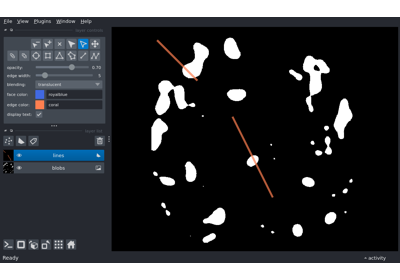 File View Plugins Window Help
opacity: 0.70
edge width: 5
blending: translucent
face color: royalblue
edge color: coral
display text: ✓
lines
blobs
Ready
activity